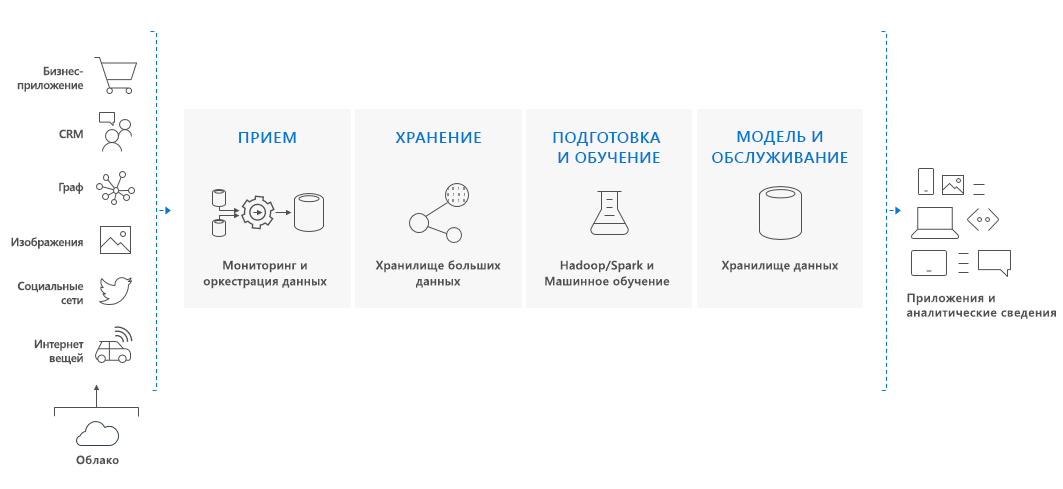 Бизнес-
приложение
CRM
Граф
Изображения
Социальные
сети
Интернет
вещей
Облако
ПРИЕМ
Мониторинг и
оркестрация данных
ХРАНЕНИЕ
Хранилище больших
данных
ПОДГОТОВКА
И ОБУЧЕНИЕ
Hadoop/Spark и
Машинное обучение
МОДЕЛЬ И
ОБСЛУЖИВАНИЕ
Хранилище данных
Приложения и
аналитические сведения